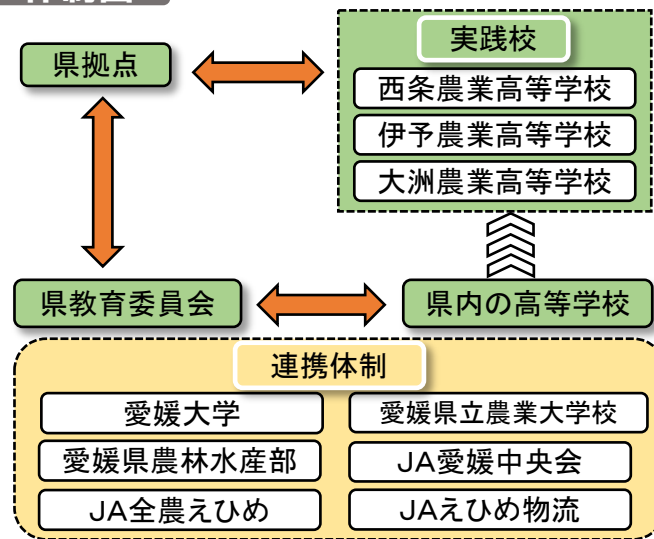 実践校
県拠点
西条農業高等学校
伊予農業高等学校
大洲農業高等学校
県教育委員会
県内の高等学校
連携体制
愛媛大学
愛媛県立農業大学校
愛媛県農林水産部
JA愛媛中央会
JA全農えひめ
JAえひめ物流